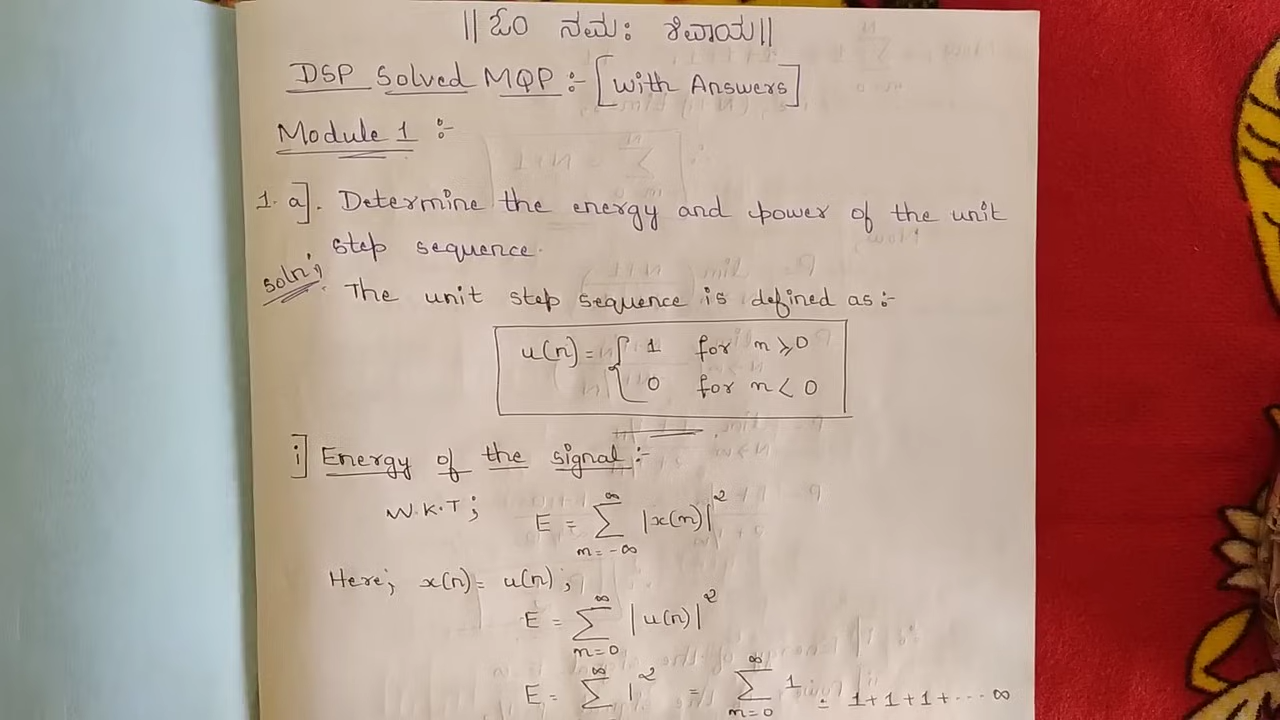 || ಓಂ ನಮಃ ಶಿವಾಯ ||
DSP Solved MQP :- [with Answers]
Module 1 :-
1. a]. Determine the energy and power of the unit
step sequence.
Soln;
The unit step sequence is defined as :-
u(n) = { 1 for n ≥ 0
0 for n < 0
i] Energy of the signal :-
W.K.T; E = ∑_{n=-∞}^{∞} |x(n)|²
Here; x(n) = u(n);
E = ∑_{n=0}^{∞} |u(n)|²
E = ∑^{∞} 1² = ∑_{n=0}^{∞} 1 = 1+1+1+---∞